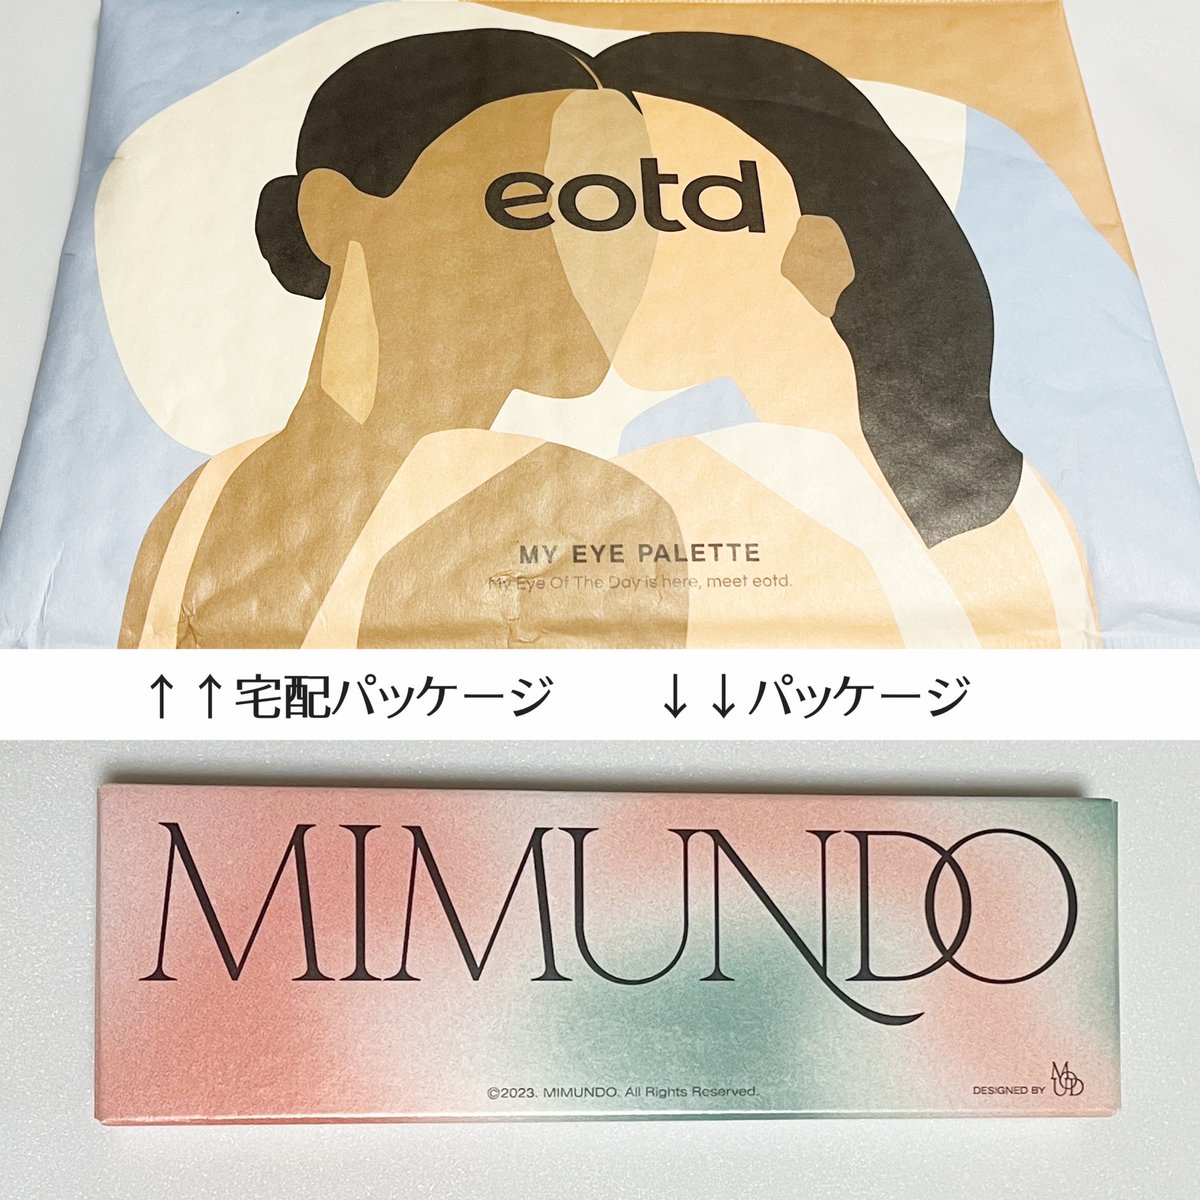 eotd
MY EYE PALETTE
My Eye Of The Day is here, meet eotd.
↑↑宅配パッケージ ↓↓パッケージ
MIMUNDO
©2023. MIMUNDO. All Rights Reserved.
DESIGNED BY MOUD